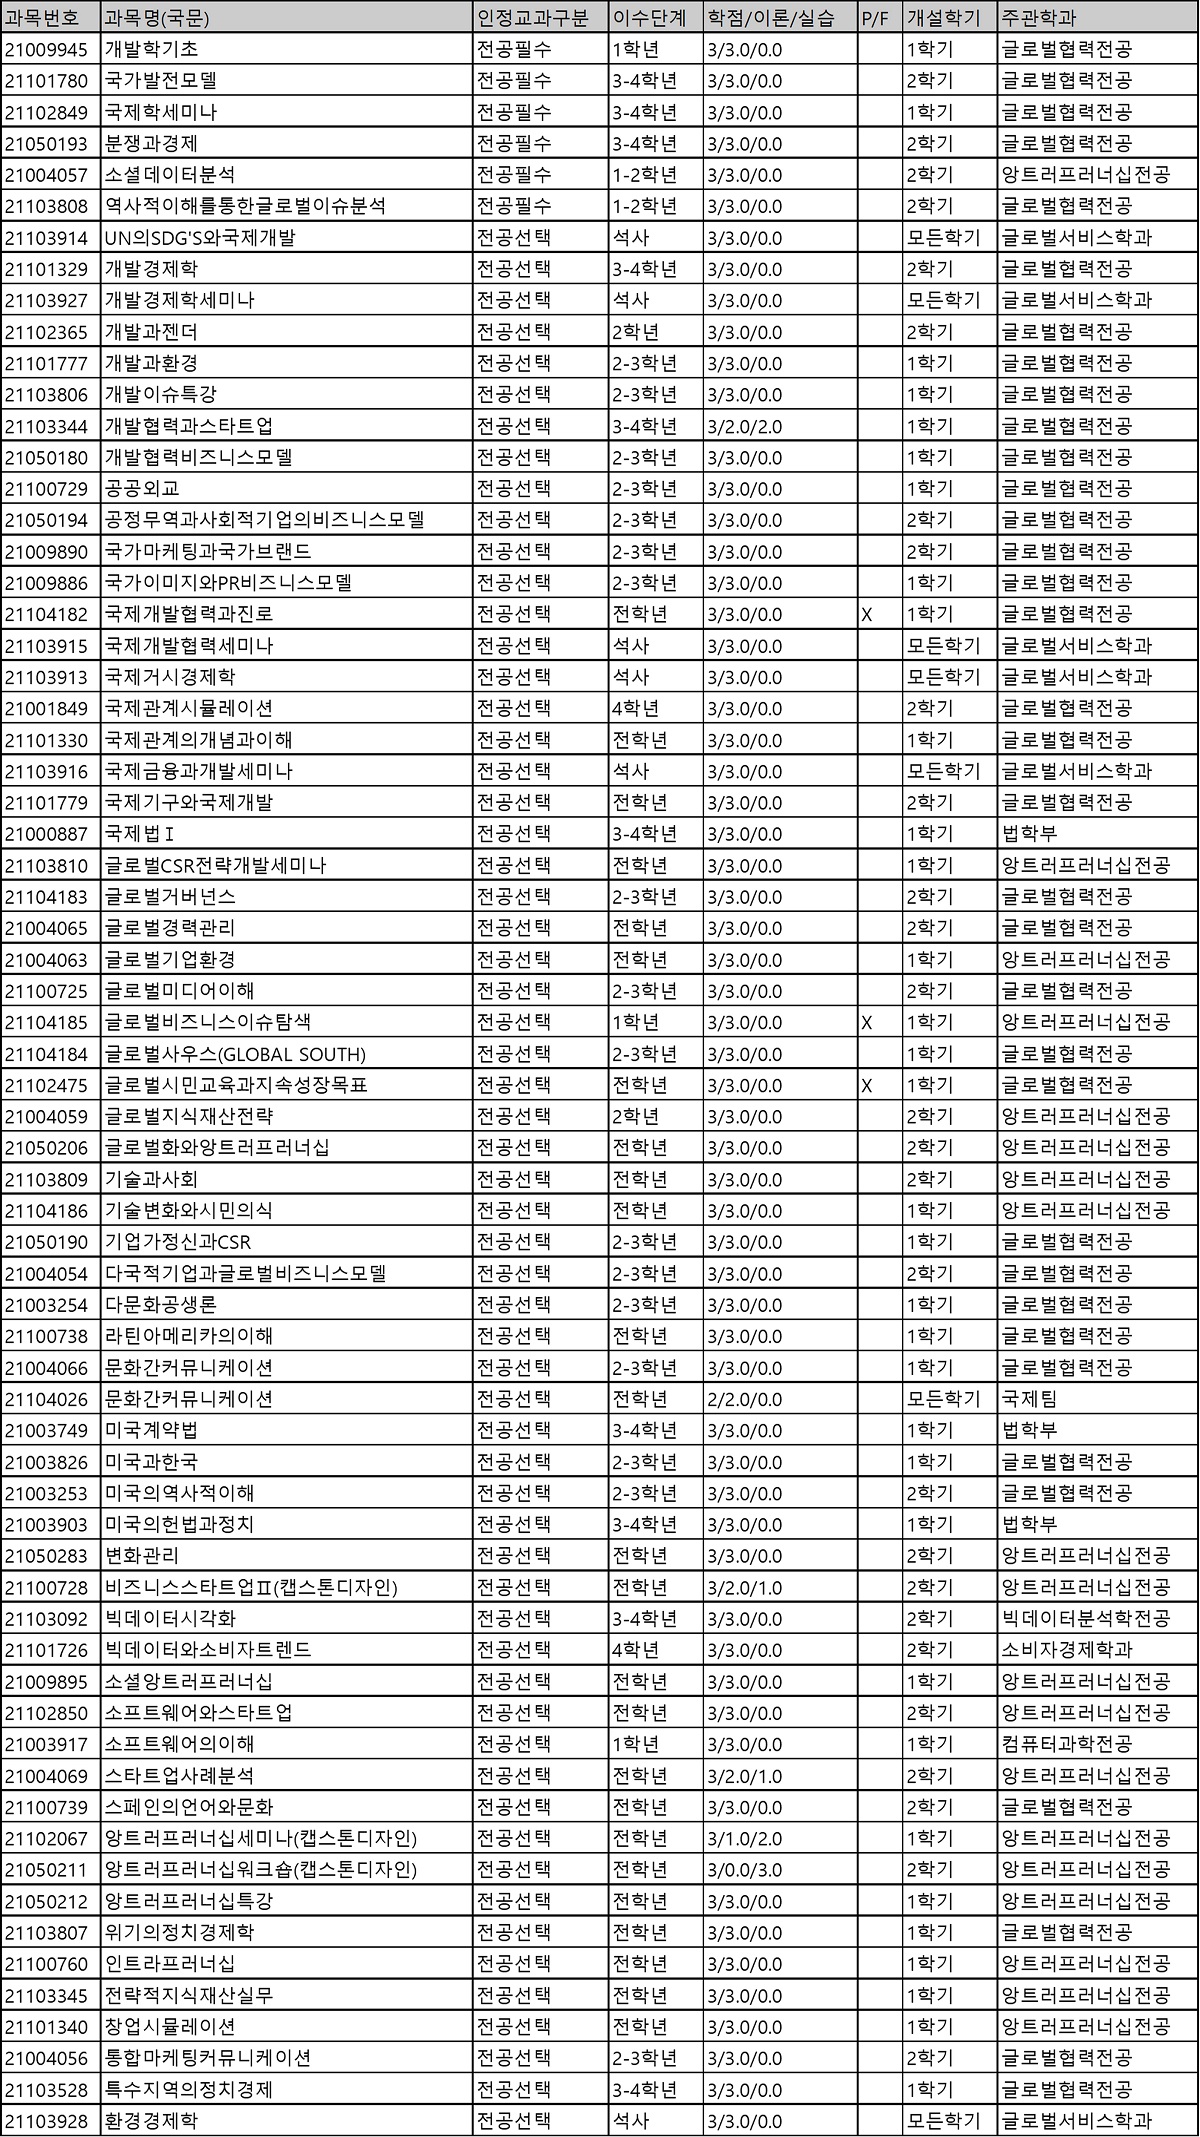 과목번호 과목명(국문) 인정교과구분 이수단계 학점/이론/실습 P/F 개설학기 주관학과
21009945 개발학기초 전공필수 1학년 3/3.0/0.0 1학기 글로벌협력전공
21101780 국가발전모델 전공필수 3-4학년 3/3.0/0.0 2학기 글로벌협력전공
21102849 국제학세미나 전공필수 3-4학년 3/3.0/0.0 1학기 글로벌협력전공
21050193 분쟁과경제 전공필수 3-4학년 3/3.0/0.0 2학기 글로벌협력전공
21004057 소셜데이터분석 전공필수 1-2학년 3/3.0/0.0 2학기 앙트러프러너십전공
21103808 역사적이해를통한글로벌이슈분석 전공필수 1-2학년 3/3.0/0.0 2학기 글로벌협력전공
21103914 UN의SDG'S와국제개발 전공선택 석사 3/3.0/0.0 모든학기 글로벌서비스학과
21101329 개발경제학 전공선택 3-4학년 3/3.0/0.0 2학기 글로벌협력전공
21103927 개발경제학세미나 전공선택 석사 3/3.0/0.0 모든학기 글로벌서비스학과
21102365 개발과젠더 전공선택 2학년 3/3.0/0.0 2학기 글로벌협력전공
21101777 개발과환경 전공선택 2-3학년 3/3.0/0.0 1학기 글로벌협력전공
21103806 개발이슈특강 전공선택 2-3학년 3/3.0/0.0 1학기 글로벌협력전공
21103344 개발협력과스타트업 전공선택 3-4학년 3/2.0/2.0 1학기 글로벌협력전공
21050180 개발협력비즈니스모델 전공선택 2-3학년 3/3.0/0.0 1학기 글로벌협력전공
21100729 공공외교 전공선택 2-3학년 3/3.0/0.0 1학기 글로벌협력전공
21050194 공정무역과사회적기업의비즈니스모델 전공선택 2-3학년 3/3.0/0.0 2학기 글로벌협력전공
21009890 국가마케팅과국가브랜드 전공선택 2-3학년 3/3.0/0.0 2학기 글로벌협력전공
21009886 국가이미지와PR비즈니스모델 전공선택 2-3학년 3/3.0/0.0 1학기 글로벌협력전공
21104182 국제개발협력과진로 전공선택 전학년 3/3.0/0.0 X 1학기 글로벌협력전공
21103915 국제개발협력세미나 전공선택 석사 3/3.0/0.0 모든학기 글로벌서비스학과
21103913 국제거시경제학 전공선택 석사 3/3.0/0.0 모든학기 글로벌서비스학과
21001849 국제관계시뮬레이션 전공선택 4학년 3/3.0/0.0 2학기 글로벌협력전공
21101330 국제관계의개념과이해 전공선택 전학년 3/3.0/0.0 1학기 글로벌협력전공
21103916 국제금융과개발세미나 전공선택 석사 3/3.0/0.0 모든학기 글로벌서비스학과
21101779 국제기구와국제개발 전공선택 전학년 3/3.0/0.0 2학기 글로벌협력전공
21000887 국제법Ⅰ 전공선택 3-4학년 3/3.0/0.0 1학기 법학부
21103810 글로벌CSR전략개발세미나 전공선택 전학년 3/3.0/0.0 1학기 앙트러프러너십전공
21104183 글로벌거버넌스 전공선택 2-3학년 3/3.0/0.0 2학기 글로벌협력전공
21004065 글로벌경력관리 전공선택 전학년 3/3.0/0.0 2학기 글로벌협력전공
21004063 글로벌기업환경 전공선택 전학년 3/3.0/0.0 1학기 앙트러프러너십전공
21100725 글로벌미디어이해 전공선택 2-3학년 3/3.0/0.0 2학기 글로벌협력전공
21104185 글로벌비즈니스이슈탐색 전공선택 1학년 3/3.0/0.0 X 1학기 앙트러프러너십전공
21104184 글로벌사우스(GLOBAL SOUTH) 전공선택 2-3학년 3/3.0/0.0 1학기 글로벌협력전공
21102475 글로벌시민교육과지속성장목표 전공선택 전학년 3/3.0/0.0 X 1학기 글로벌협력전공
21004059 글로벌지식재산전략 전공선택 2학년 3/3.0/0.0 2학기 앙트러프러너십전공
21050206 글로벌화와앙트러프러너십 전공선택 전학년 3/3.0/0.0 2학기 앙트러프러너십전공
21103809 기술과사회 전공선택 전학년 3/3.0/0.0 2학기 앙트러프러너십전공
21104186 기술변화와시민의식 전공선택 전학년 3/3.0/0.0 1학기 앙트러프러너십전공
21050190 기업가정신과CSR 전공선택 2-3학년 3/3.0/0.0 1학기 글로벌협력전공
21004054 다국적기업과글로벌비즈니스모델 전공선택 2-3학년 3/3.0/0.0 2학기 글로벌협력전공
21003254 다문화공생론 전공선택 2-3학년 3/3.0/0.0 1학기 글로벌협력전공
21100738 라틴아메리카의이해 전공선택 전학년 3/3.0/0.0 1학기 글로벌협력전공
21004066 문화간커뮤니케이션 전공선택 2-3학년 3/3.0/0.0 1학기 글로벌협력전공
21104026 문화간커뮤니케이션 전공선택 전학년 2/2.0/0.0 모든학기 국제팀
21003749 미국계약법 전공선택 3-4학년 3/3.0/0.0 1학기 법학부
21003826 미국과한국 전공선택 2-3학년 3/3.0/0.0 1학기 글로벌협력전공
21003253 미국의역사적이해 전공선택 2-3학년 3/3.0/0.0 2학기 글로벌협력전공
21003903 미국의헌법과정치 전공선택 3-4학년 3/3.0/0.0 1학기 법학부
21050283 변화관리 전공선택 전학년 3/3.0/0.0 2학기 앙트러프러너십전공
21100728 비즈니스스타트업Ⅱ(캡스톤디자인) 전공선택 전학년 3/2.0/1.0 2학기 앙트러프러너십전공
21103092 빅데이터시각화 전공선택 3-4학년 3/3.0/0.0 2학기 빅데이터분석학전공
21101726 빅데이터와소비자트렌드 전공선택 4학년 3/3.0/0.0 2학기 소비자경제학과
21009895 소셜앙트러프러너십 전공선택 전학년 3/3.0/0.0 1학기 앙트러프러너십전공
21102850 소프트웨어와스타트업 전공선택 전학년 3/3.0/0.0 2학기 앙트러프러너십전공
21003917 소프트웨어의이해 전공선택 1학년 3/3.0/0.0 1학기 컴퓨터과학전공
21004069 스타트업사례분석 전공선택 전학년 3/2.0/1.0 2학기 앙트러프러너십전공
21100739 스페인의언어와문화 전공선택 전학년 3/3.0/0.0 2학기 글로벌협력전공
21102067 앙트러프러너십세미나(캡스톤디자인) 전공선택 전학년 3/1.0/2.0 1학기 앙트러프러너십전공
21050211 앙트러프러너십워크숍(캡스톤디자인) 전공선택 전학년 3/0.0/3.0 2학기 앙트러프러너십전공
21050212 앙트러프러너십특강 전공선택 전학년 3/3.0/0.0 1학기 앙트러프러너십전공
21103807 위기의정치경제학 전공선택 전학년 3/3.0/0.0 1학기 글로벌협력전공
21100760 인트라프러너십 전공선택 전학년 3/3.0/0.0 1학기 앙트러프러너십전공
21103345 전략적지식재산실무 전공선택 전학년 3/3.0/0.0 1학기 앙트러프러너십전공
21101340 창업시뮬레이션 전공선택 전학년 3/3.0/0.0 1학기 앙트러프러너십전공
21004056 통합마케팅커뮤니케이션 전공선택 2-3학년 3/3.0/0.0 2학기 글로벌협력전공
21103528 특수지역의정치경제 전공선택 3-4학년 3/3.0/0.0 1학기 글로벌협력전공
21103928 환경경제학 전공선택 석사 3/3.0/0.0 모든학기 글로벌서비스학과